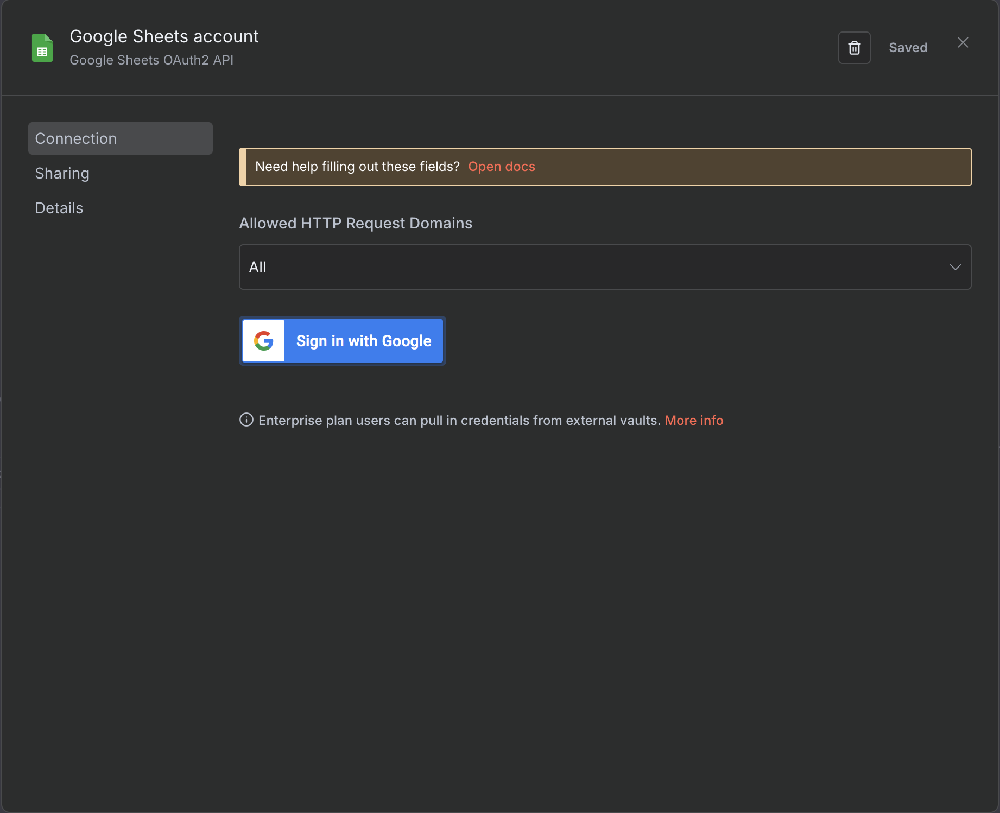 Google Sheets account
Google Sheets OAuth2 API
Saved
Connection
Sharing
Details
Need help filling out these fields? Open docs
Allowed HTTP Request Domains
All
Sign in with Google
Enterprise plan users can pull in credentials from external vaults. More info